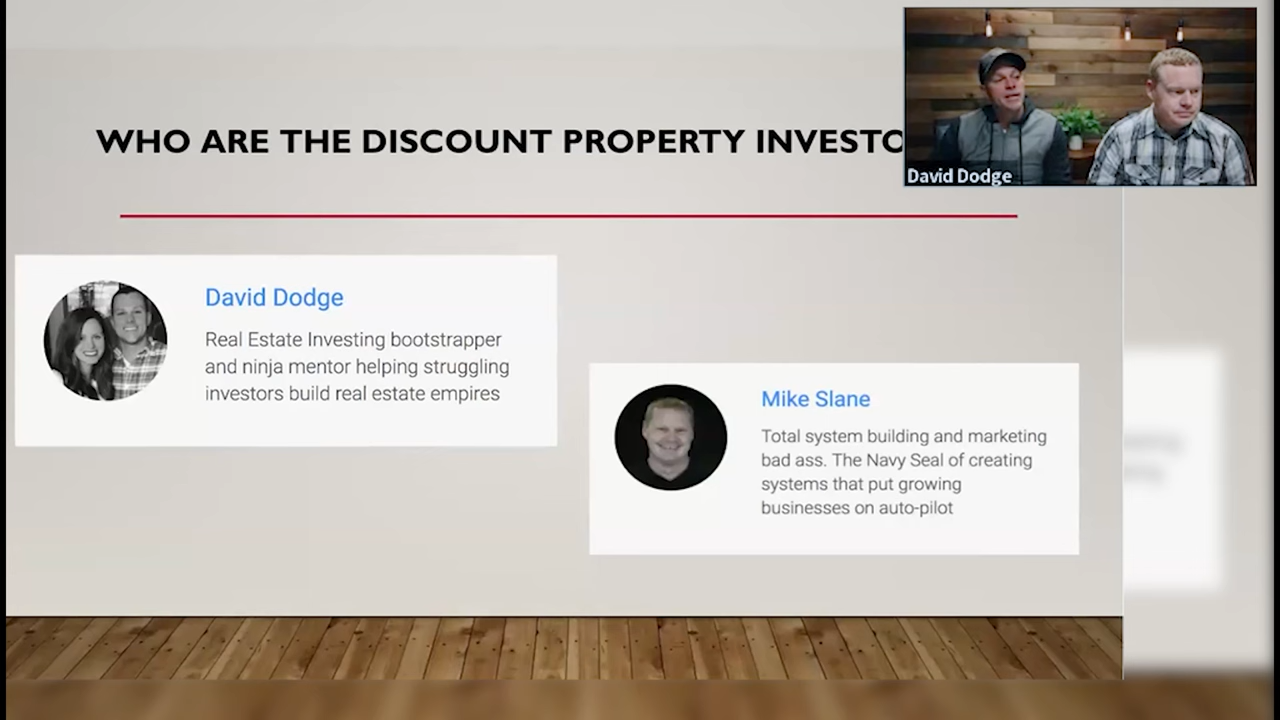 WHO ARE THE DISCOUNT PROPERTY INVESTO
David Dodge
David Dodge
Real Estate Investing bootstrapper
and ninja mentor helping struggling
investors build real estate empires
Mike Slane
Total system building and marketing
bad ass. The Navy Seal of creating
systems that put growing
businesses on auto-pilot